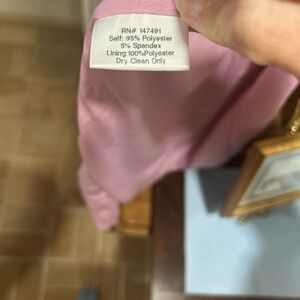 RN# 147491
Self: 95% Polyester
5% Spandex
Lining:100%Polyester
Dry Clean Only